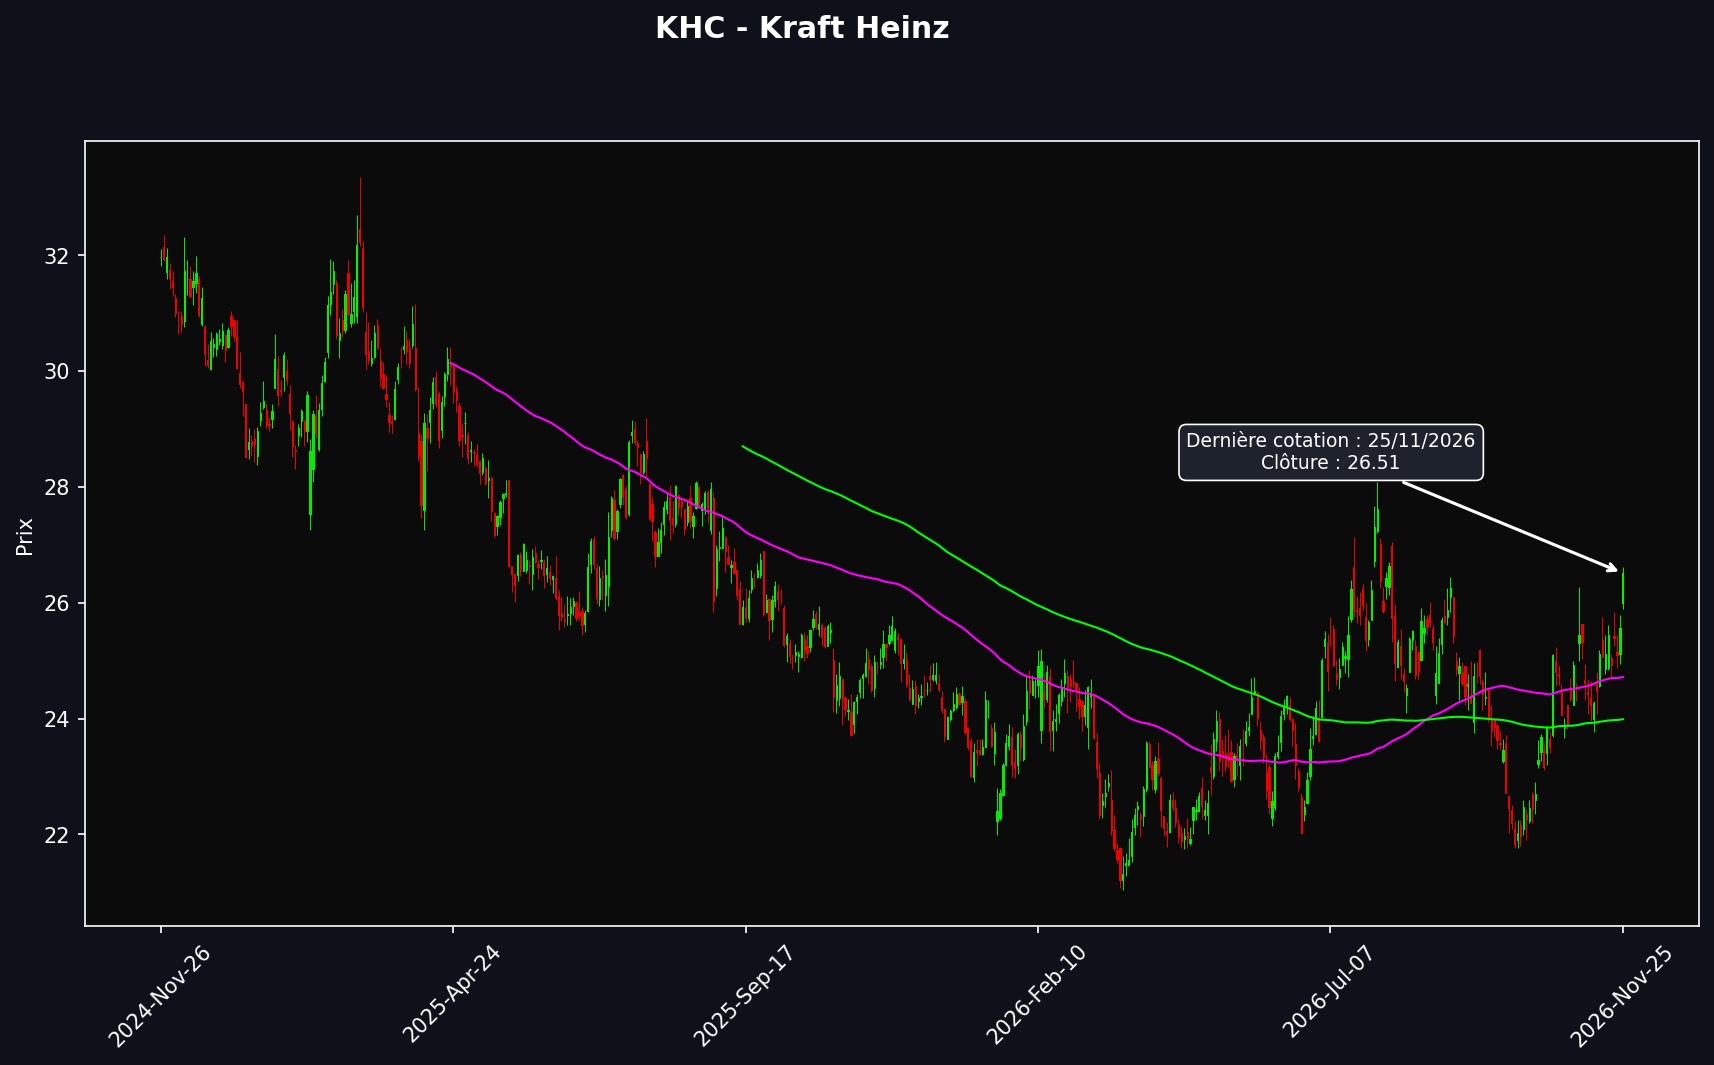 KHC - Kraft Heinz
Prix
32
30
28
26
24
22
Dernière cotation : 25/11/2026
Clôture : 26.51
2024-Nov-26
2025-Apr-24
2025-Sep-17
2026-Feb-10
2026-Jul-07
2026-Nov-25